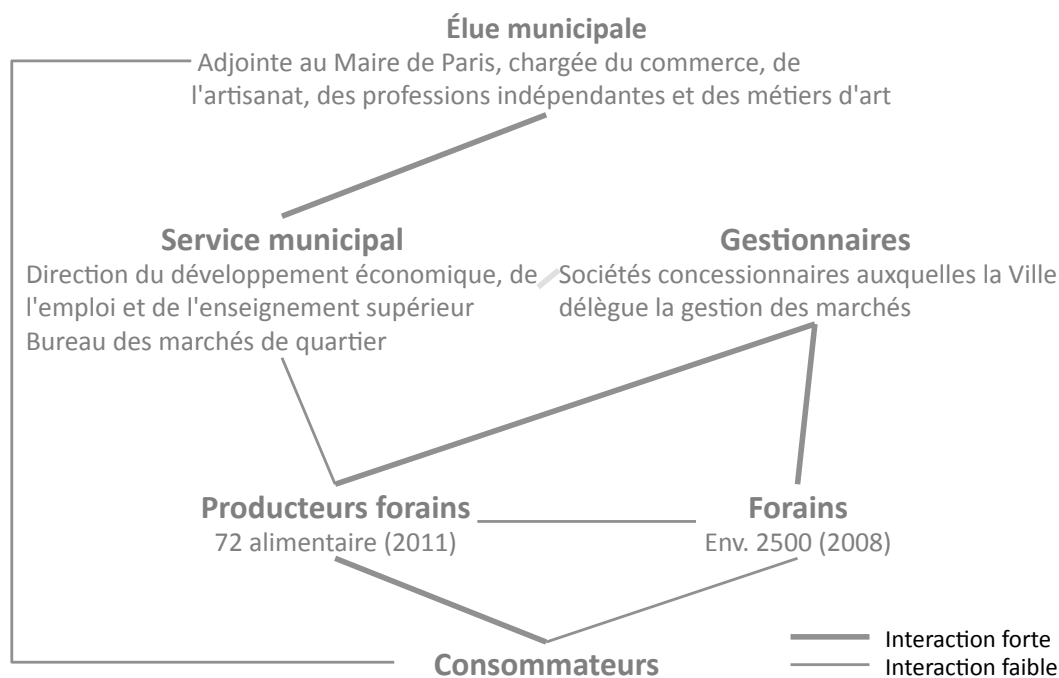 Élue municipale
Adjointe au Maire de Paris, chargée du commerce, de
l'artisanat, des professions indépendantes et des métiers d'art
Service municipal
Direction du développement économique, de
l'emploi et de l'enseignement supérieur
Bureau des marchés de quartier
Gestionnaires
Sociétés concessionnaires auxquelles la Ville
délègue la gestion des marchés
Producteurs forains
72 alimentaire (2011)
Forains
Env. 2500 (2008)
Consommateurs
Interaction forte
Interaction faible